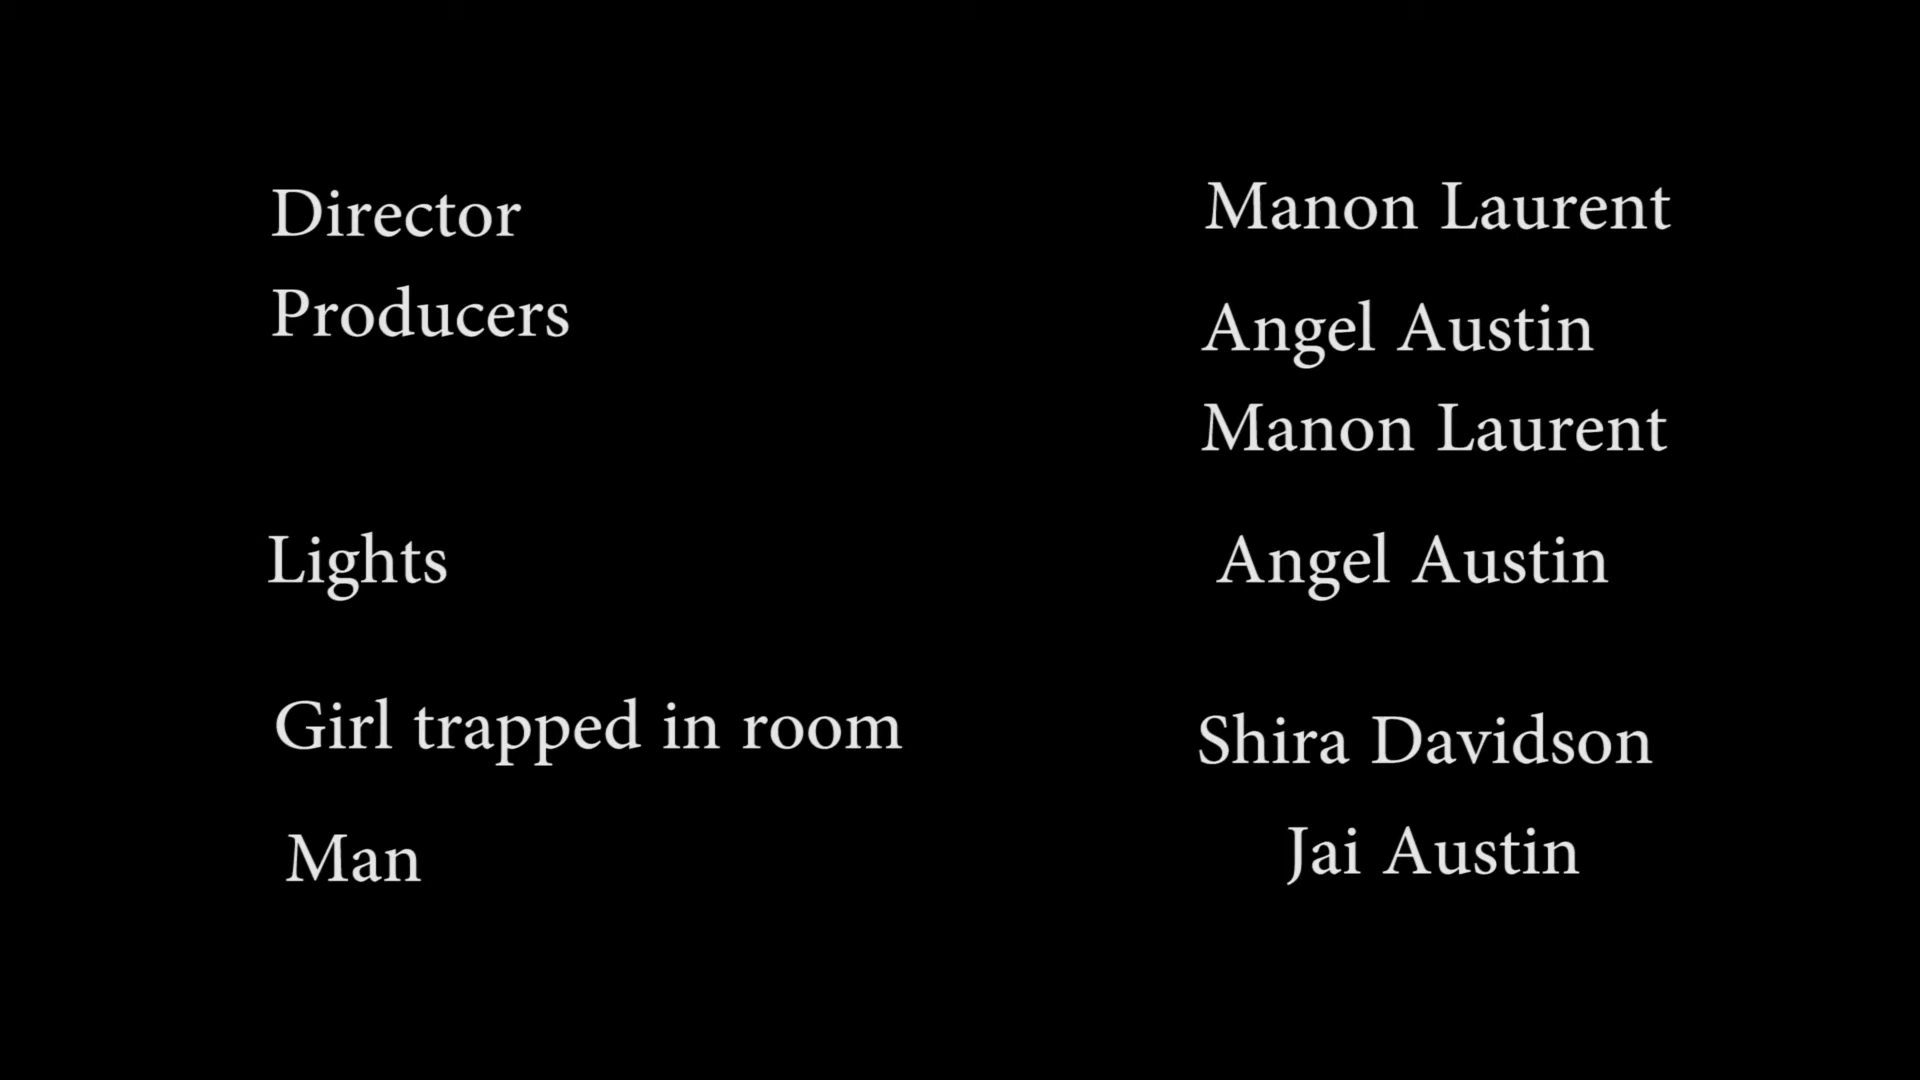 Director Manon Laurent
Producers Angel Austin
Manon Laurent
Lights Angel Austin
Girl trapped in room Shira Davidson
Man Jai Austin